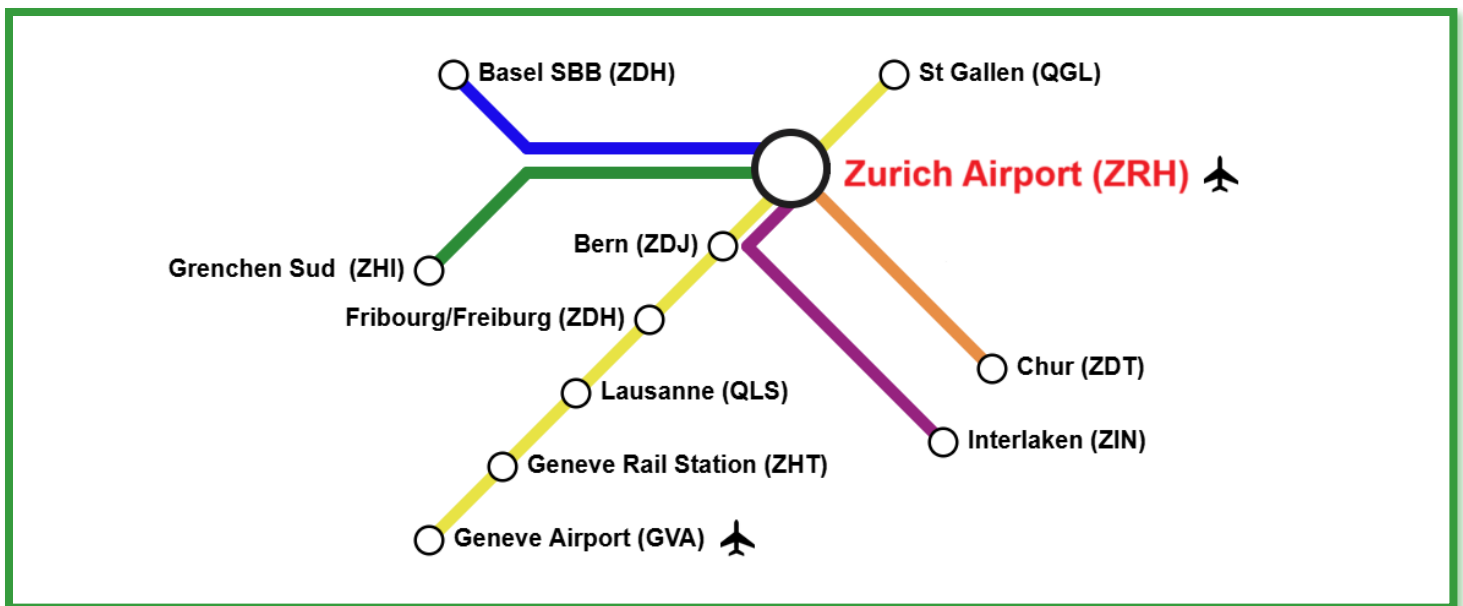 Basel SBB (ZDH)
St Gallen (QGL)
Zurich Airport (ZRH)
Bern (ZDJ)
Grenchen Sud (ZHI)
Fribourg/Freiburg (ZDH)
Chur (ZDT)
Lausanne (QLS)
Interlaken (ZIN)
Geneve Rail Station (ZHT)
Geneve Airport (GVA)